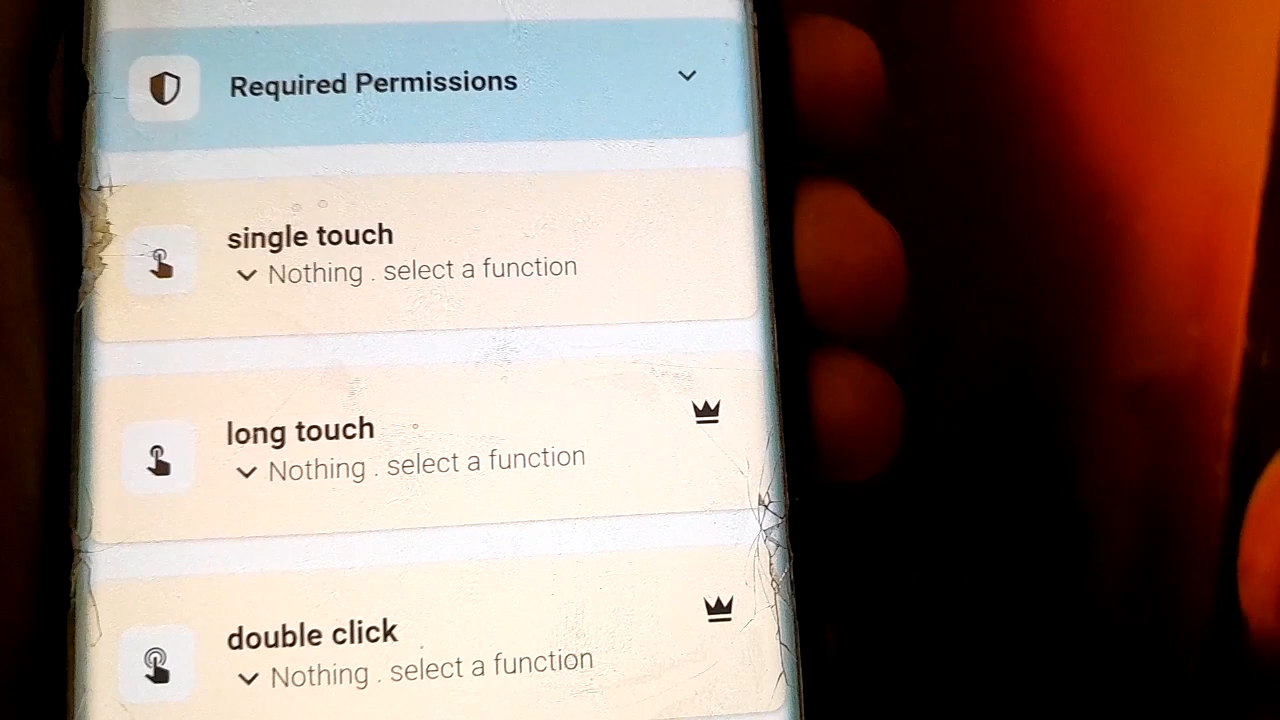 Required Permissions
single touch
Nothing . select a function
long touch
Nothing . select a function
double click
Nothing . select a function